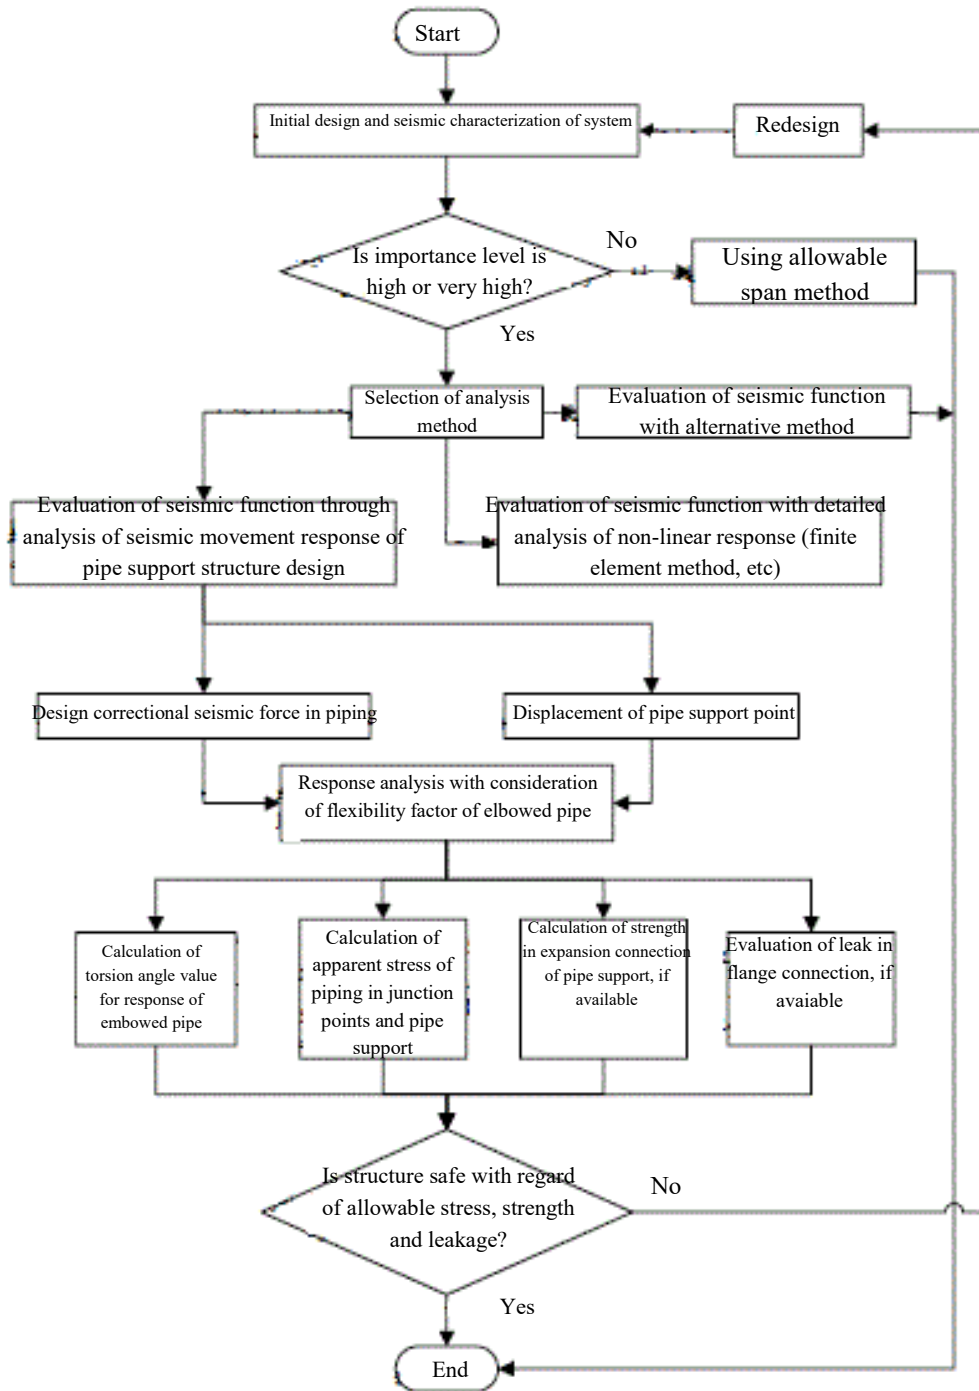 Start
Initial design and seismic characterization of system
Redesign
Is importance level is
high or very high?
No
Using allowable
span method
Yes
Selection of analysis
method
Evaluation of seismic function
with alternative method
Evaluation of seismic function through
analysis of seismic movement response of
pipe support structure design
Evaluation of seismic function with detailed
analysis of non-linear response (finite
element method, etc)
Design correctional seismic force in piping
Displacement of pipe support point
Response analysis with consideration
of flexibility factor of elbowed pipe
Calculation of
torsion angle value
for response of
embowed pipe
Calculation of
apparent stress of
piping in junction
points and pipe
support
Calculation of strength
in expansion connection
of pipe support, if
available
Evaluation of leak in
flange connection, if
avaiable
Is structure safe with regard
of allowable stress, strength
and leakage?
No
Yes
End